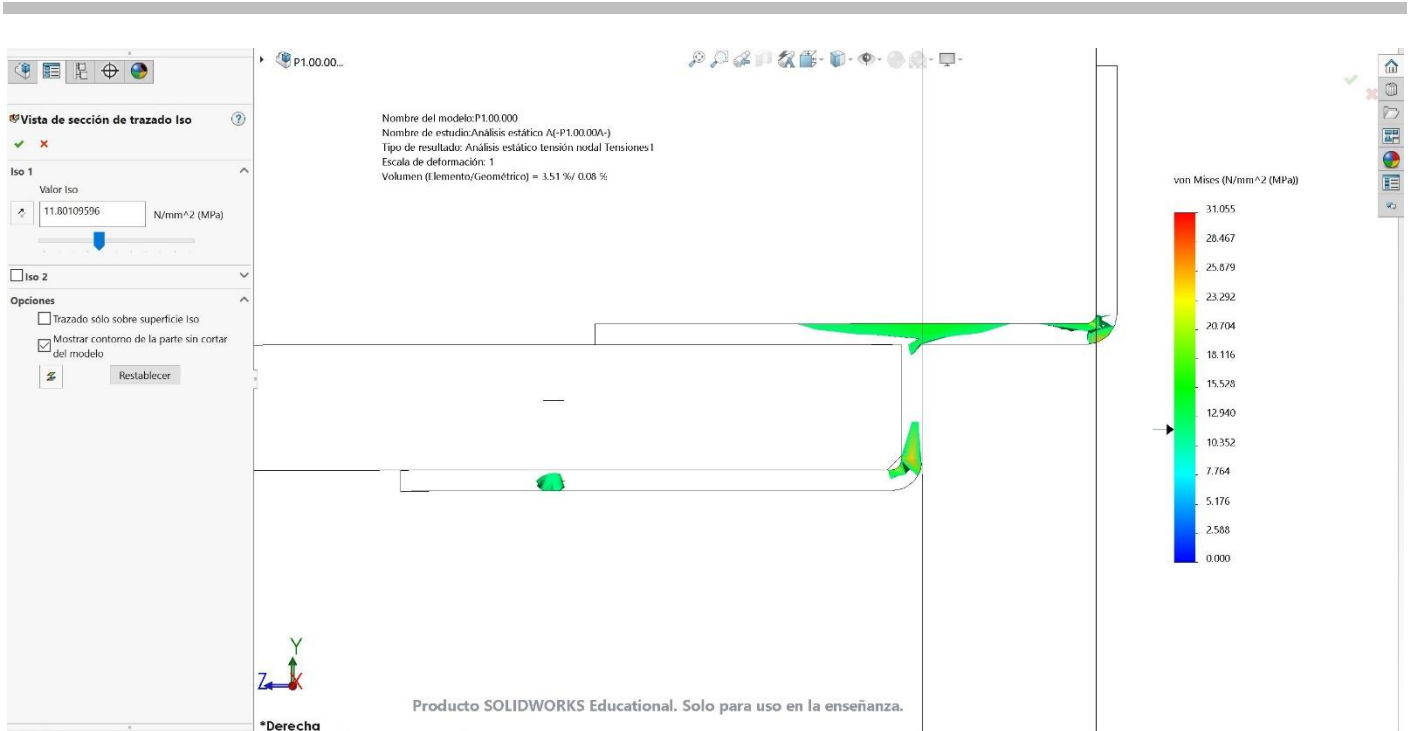 P1.00.00...
Vista de sección de trazado Iso
Iso 1
Valor Iso
11.80109596 N/mm^2 (MPa)
Iso 2
Opciones
Trazado sólo sobre superficie Iso
Mostrar contorno de la parte sin cortar
del modelo
Restablecer
Nombre del modelo:P1.00.000
Nombre de estudio:Análisis estático A(-P1.00.00A-)
Tipo de resultado: Análisis estático tensión nodal Tensiones1
Escala de deformación: 1
Volumen (Elemento/Geométrico) = 3.51 %/ 0.08 %
von Mises (N/mm^2 (MPa))
31.055
28.467
25.879
23.292
20.704
18.116
15.528
12.940
10.352
7.764
5.176
2.588
0.000
Y
Z
X
Producto SOLIDWORKS Educational. Solo para uso en la enseñanza.
*Derecha